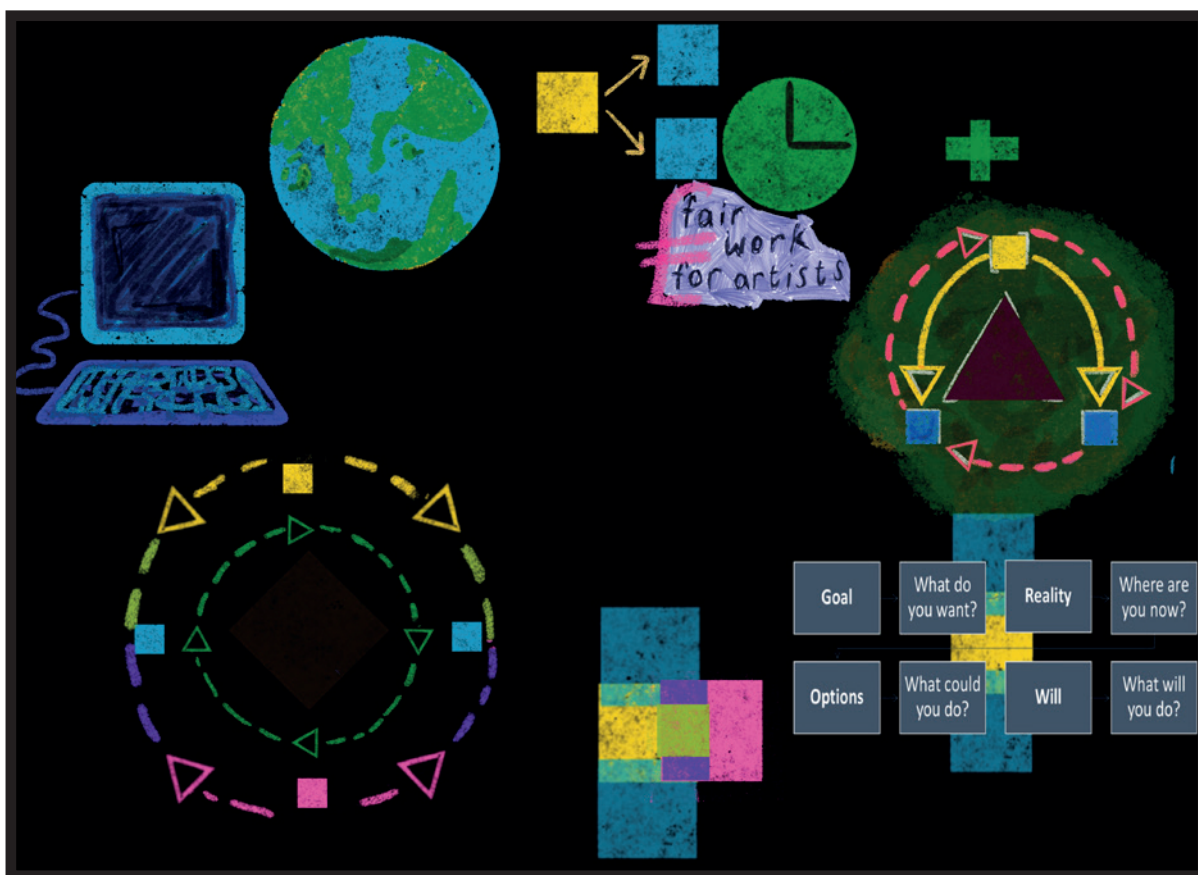 fair
work
for artists
Goal
What do
you want?
Reality
Where are
you now?
Options
What could
you do?
Will
What will
you do?